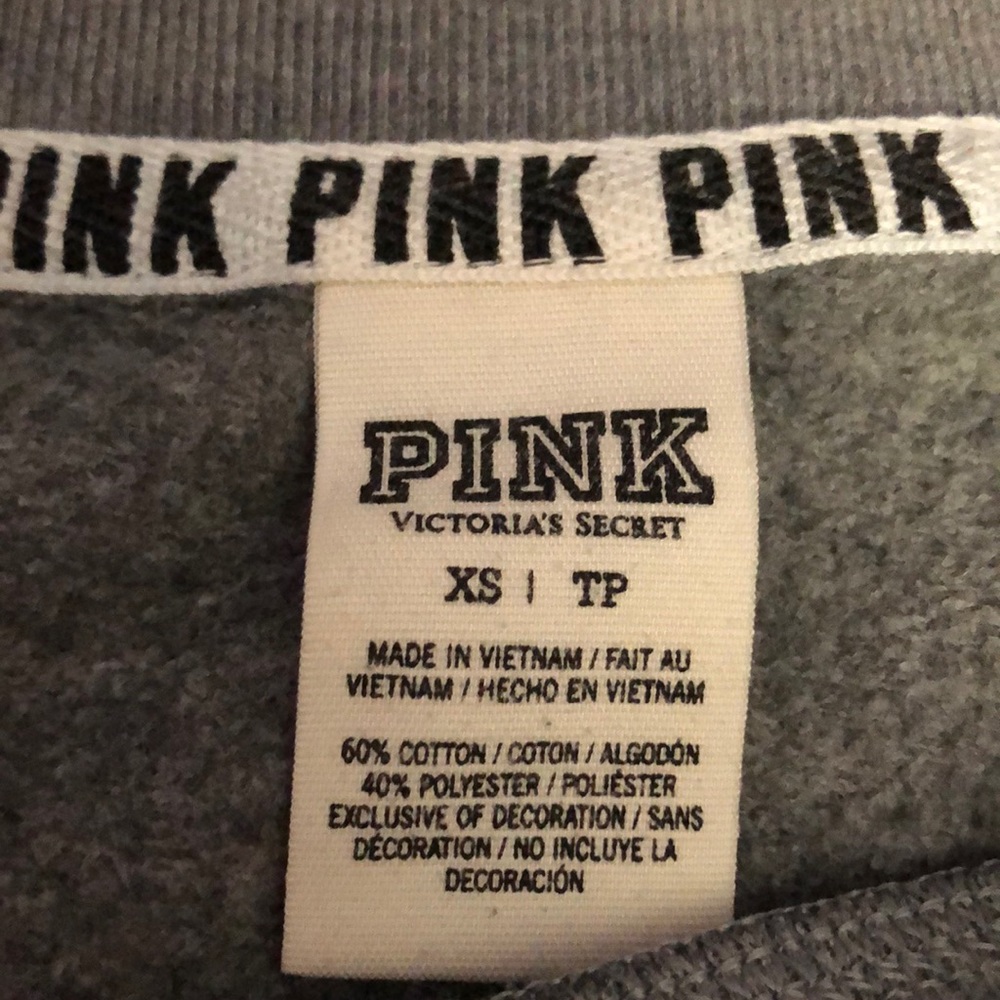 PINK PINK PINK
PINK
VICTORIA'S SECRET
XS | TP
MADE IN VIETNAM / FAIT AU
VIETNAM / HECHO EN VIETNAM
60% COTTON / COTON / ALGODÓN
40% POLYESTER / POLIÉSTER
EXCLUSIVE OF DECORATION / SANS
DÉCORATION / NO INCLUYE LA
DECORACIÓN